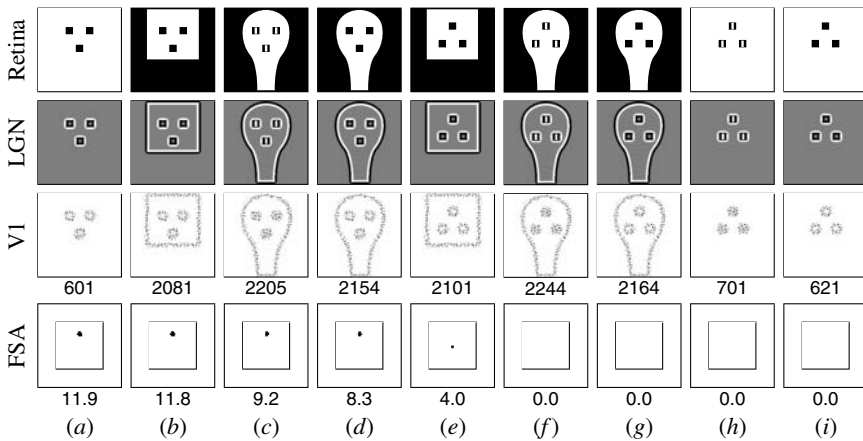 Retina
LGN
V1
601 2081 2205 2154 2101 2244 2164 701 621
FSA
11.9 11.8 9.2 8.3 4.0 0.0 0.0 0.0 0.0
(a) (b) (c) (d) (e) (f) (g) (h) (i)